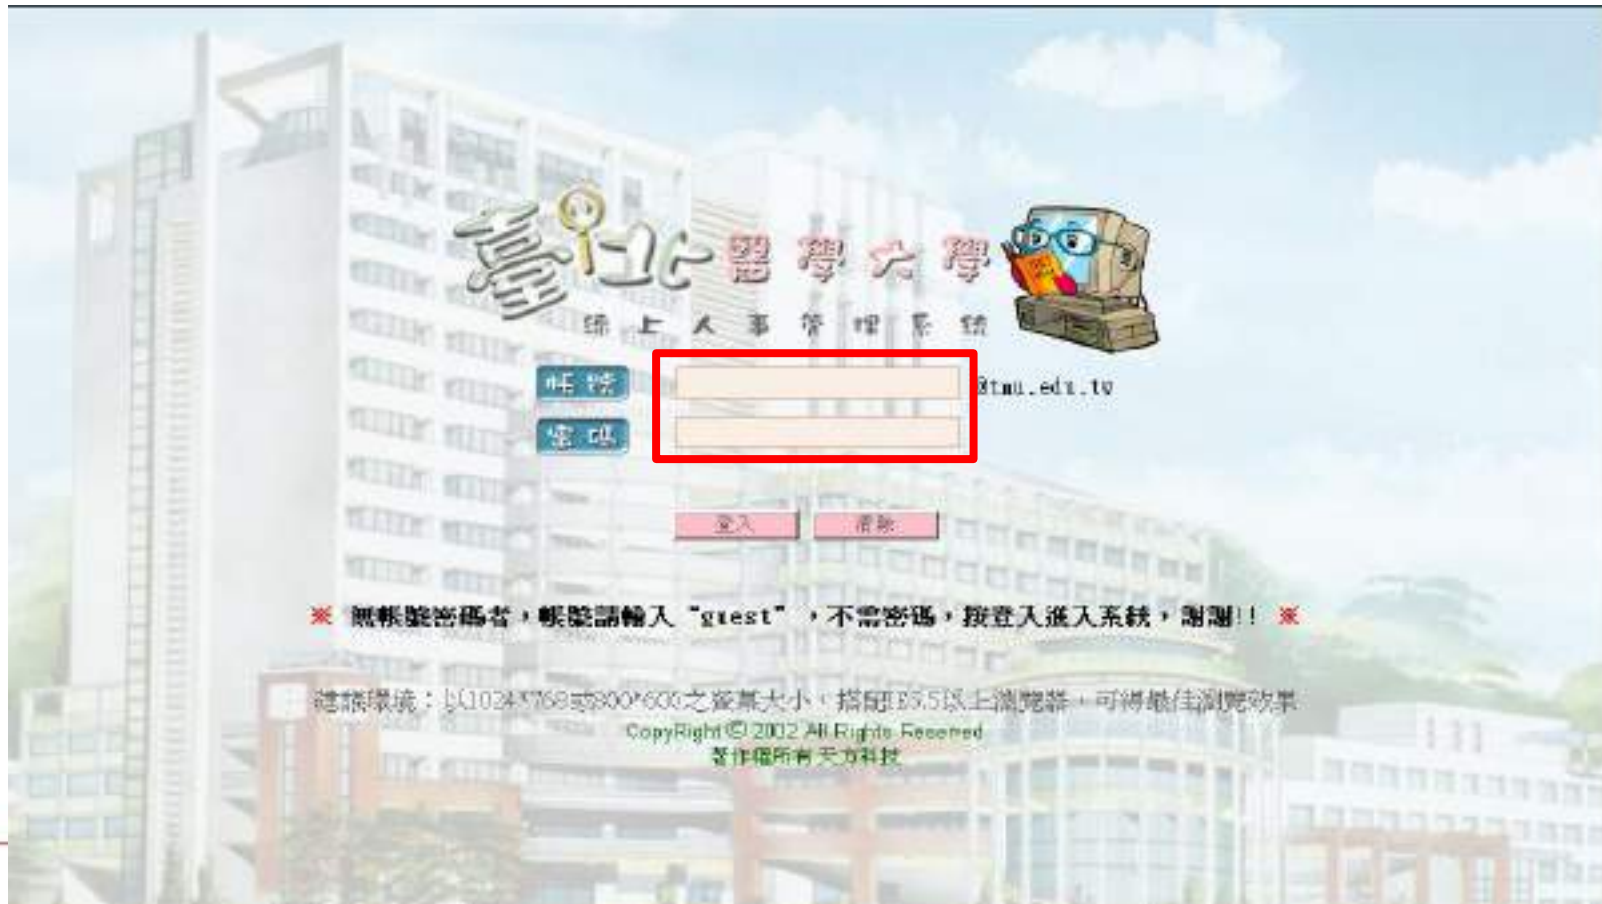 臺北醫學大學
線上人事管理系統
帳號 @tmu.edu.tw
密碼
登入 清除
※ 無帳號密碼者，帳號請輸入 "guest" ，不需密碼，按登入進入系統，謝謝!! ※
建議環境：以1024*768或800*600之螢幕大小，搭配IE5.5以上瀏覽器，可得最佳瀏覽效果
CopyRight © 2002 All Rights Reserved
著作權所有 天方科技